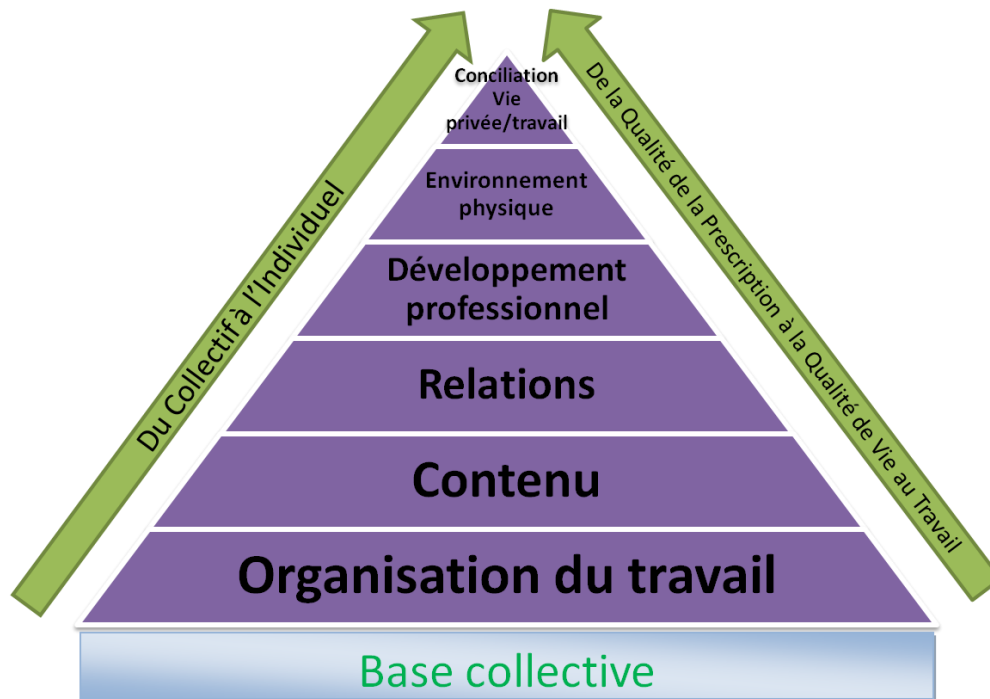 Conciliation
Vie
privée/travail
Environnement
physique
Développement
professionnel
Relations
Contenu
Organisation du travail
Base collective
Du Collectif à l'Individuel
De la Qualité de la Prescription à la Qualité de Vie au Travail